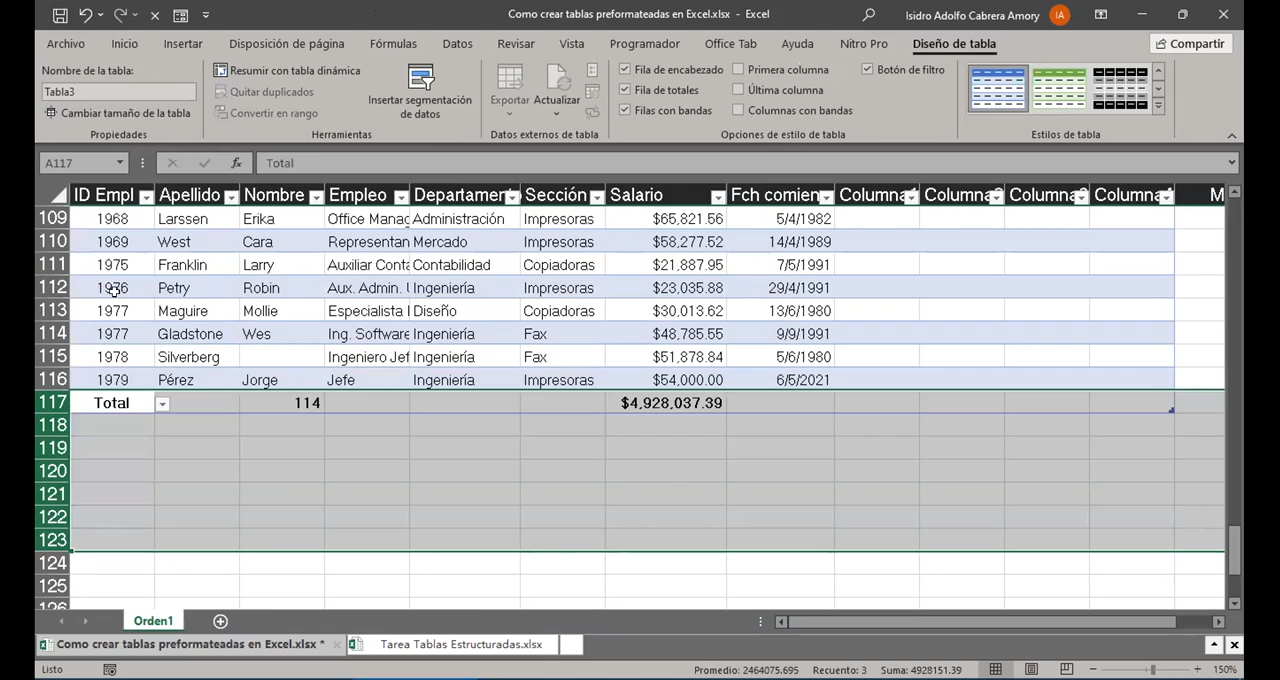 Como crear tablas preformateadas en Excel.xlsx - Excel
Isidro Adolfo Cabrera Amory IA
Archivo Inicio Insertar Disposición de página Fórmulas Datos Revisar Vista Programador Office Tab Ayuda Nitro Pro Diseño de tabla Compartir
Nombre de la tabla:
Tabla3
Cambiar tamaño de la tabla
Propiedades
Resumir con tabla dinámica
Quitar duplicados
Convertir en rango
Insertar segmentación
de datos
Herramientas
Exportar Actualizar
Datos externos de tabla
Fila de encabezado Primera columna Botón de filtro
Fila de totales Última columna
Filas con bandas Columnas con bandas
Opciones de estilo de tabla
Estilos de tabla
A117 fx Total
ID Empl Apellido Nombre Empleo Departamen Sección Salario Fch comien Columna Columna Columna Columna M
109 1968 Larssen Erika Office Manag Administración Impresoras $65,821.56 5/4/1982
110 1969 West Cara Representan Mercado Impresoras $58,277.52 14/4/1989
111 1975 Franklin Larry Auxiliar Conta Contabilidad Copiadoras $21,887.95 7/5/1991
112 1976 Petry Robin Aux. Admin. Ingeniería Impresoras $23,035.88 29/4/1991
113 1977 Maguire Mollie Especialista Diseño Copiadoras $30,013.62 13/6/1980
114 1977 Gladstone Wes Ing. Software Ingeniería Fax $48,785.55 9/9/1991
115 1978 Silverberg Ingeniero Jef Ingeniería Fax $51,878.84 5/6/1980
116 1979 Pérez Jorge Jefe Ingeniería Impresoras $54,000.00 6/5/2021
117 Total 114 $4,928,037.39
118
119
120
121
122
123
124
125
126
Orden1
Como crear tablas preformateadas en Excel.xlsx * Tarea Tablas Estructuradas.xlsx
Listo Promedio: 2464075.695 Recuento: 3 Suma: 4928151.39 150%